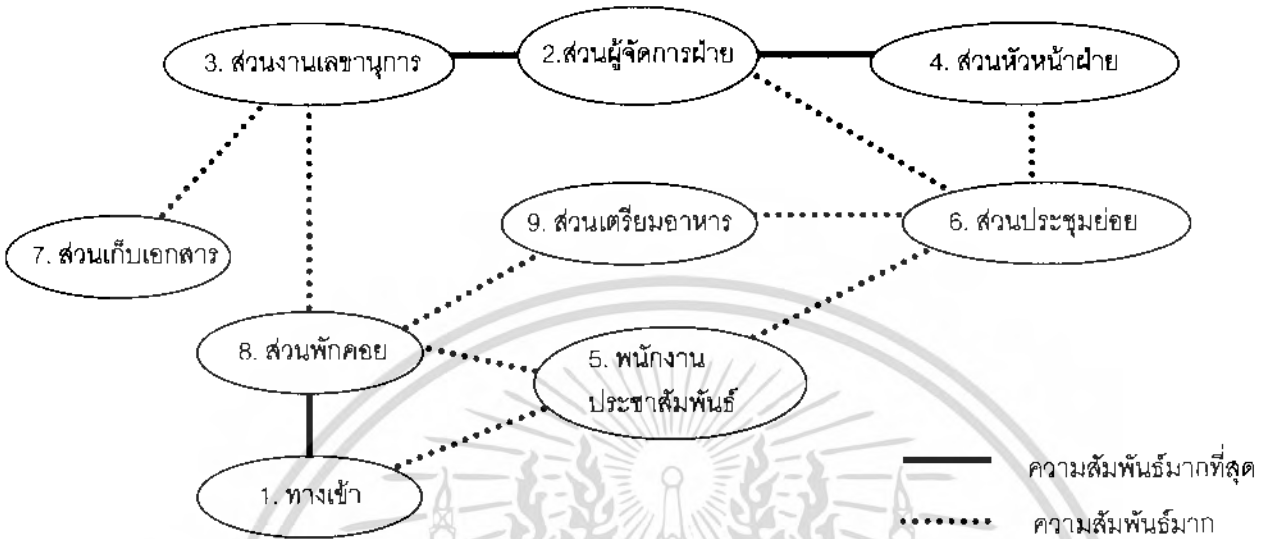 3. ส่วนงานเลขานุการ
2.ส่วนผู้จัดการฝ่าย
4. ส่วนหัวหน้าฝ่าย
7. ส่วนเก็บเอกสาร
9. ส่วนเตรียมอาหาร
6. ส่วนประชุมย่อย
8. ส่วนพักคอย
5. พนักงาน
ประชาสัมพันธ์
1. ทางเข้า
ความสัมพันธ์มากที่สุด
ความสัมพันธ์มาก